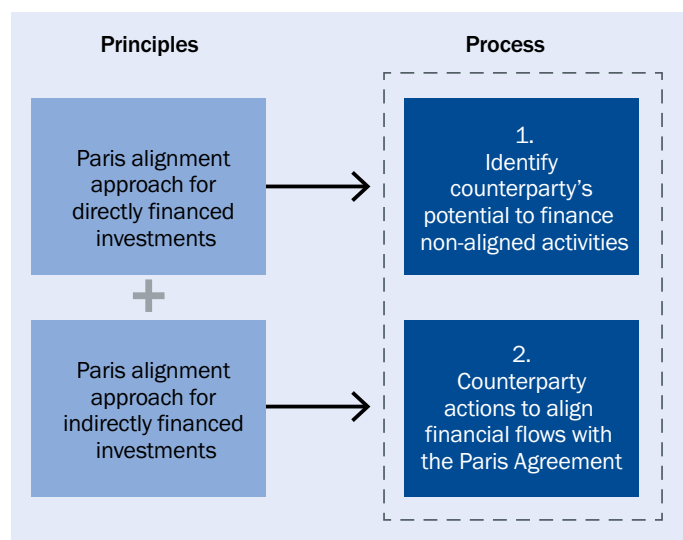 Principles
Process
Paris alignment
approach for
directly financed
investments
1.
Identify
counterparty’s
potential to finance
non-aligned activities
+
Paris alignment
approach for
indirectly financed
investments
2.
Counterparty
actions to align
financial flows with
the Paris Agreement